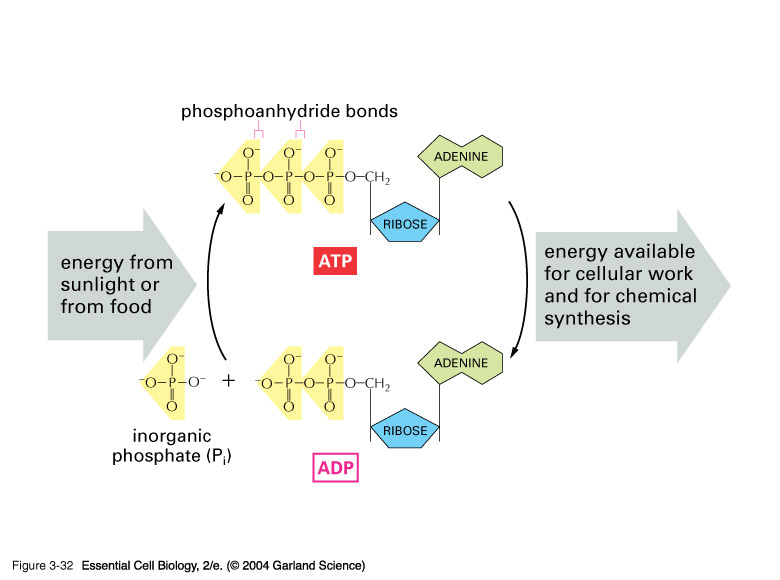 phosphoanhydride bonds
O⁻ O⁻ O⁻
⁻O–P–O–P–O–P–O–CH₂
O O O
ADENINE
RIBOSE
ATP
energy from
sunlight or
from food
energy available
for cellular work
and for chemical
synthesis
O⁻
⁻O–P–O⁻
O
+
O⁻ O⁻
⁻O–P–O–P–O–CH₂
O O
ADENINE
RIBOSE
inorganic
phosphate (Pᵢ)
ADP
Figure 3-32 Essential Cell Biology, 2/e. (© 2004 Garland Science)